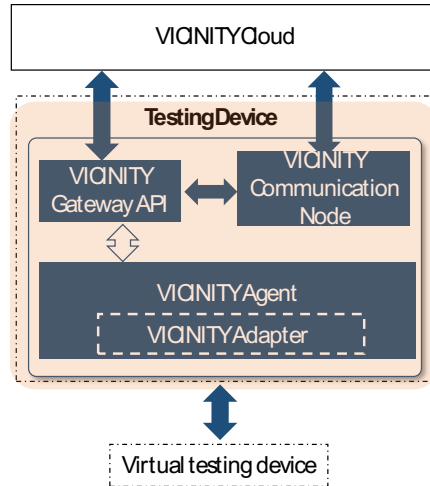 VICINITY Cloud
Testing Device
VICINITY
Gateway API
VICINITY
Communication
Node
VICINITY Agent
VICINITY Adapter
Virtual testing device